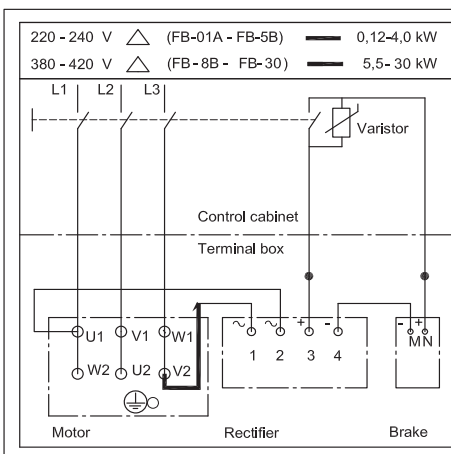 220 - 240 V △ (FB-01A - FB-5B) 0,12-4,0 kW
380 - 420 V △ (FB - 8B - FB - 30) 5,5- 30 kW
L1 L2 L3
Varistor
Control cabinet
Terminal box
U1 V1 W1 ~ ~ + - - +
1 2 3 4 M N
W2 U2 V2
Motor Rectifier Brake